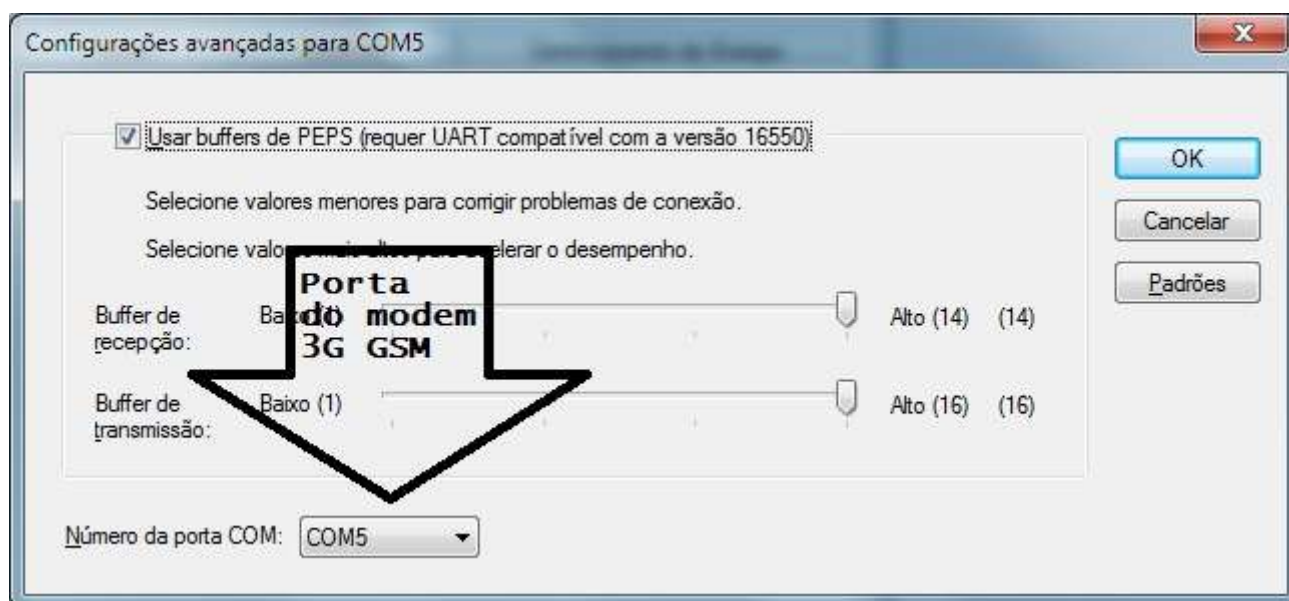 Configurações avançadas para COM5
Usar buffers de PEPS (requer UART compatível com a versão 16550)
OK
Selecione valores menores para corrigir problemas de conexão.
Cancelar
Selecione elerar o desempenho.
Padrões
Porta
do modem
3G GSM
Buffer de
recepção:
Alto (14) (14)
Buffer de
transmissão:
Baixo (1)
Alto (16) (16)
Número da porta COM: COM5